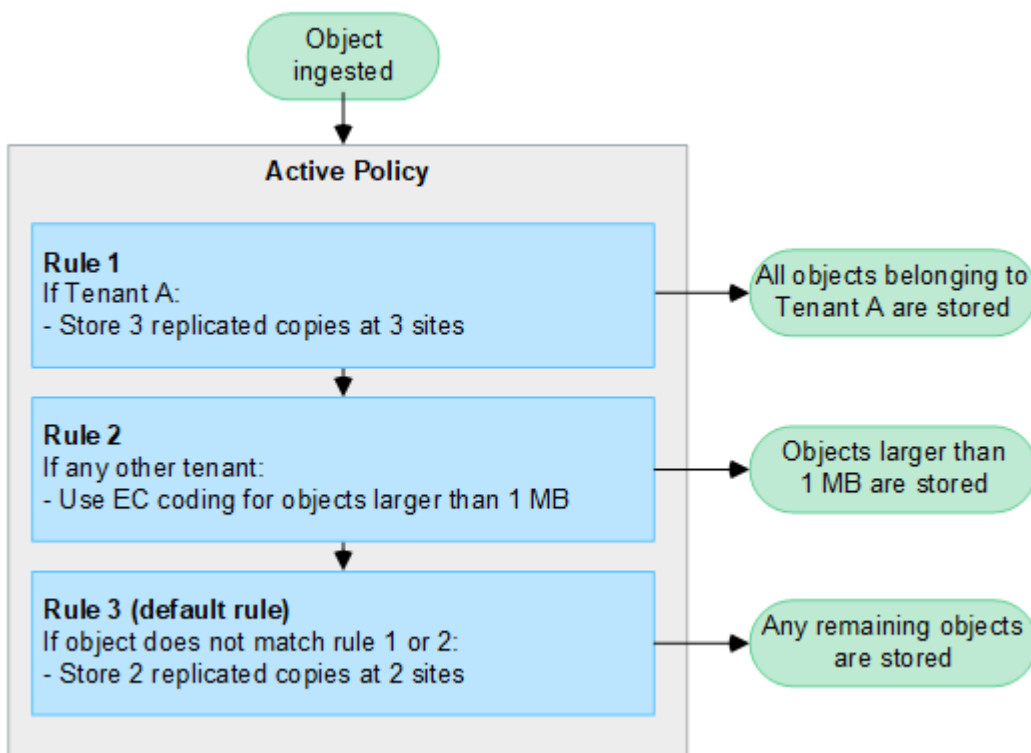 Object
ingested
Active Policy
Rule 1
If Tenant A:
- Store 3 replicated copies at 3 sites
All objects belonging to
Tenant A are stored
Rule 2
If any other tenant:
- Use EC coding for objects larger than 1 MB
Objects larger than
1 MB are stored
Rule 3 (default rule)
If object does not match rule 1 or 2:
- Store 2 replicated copies at 2 sites
Any remaining objects
are stored